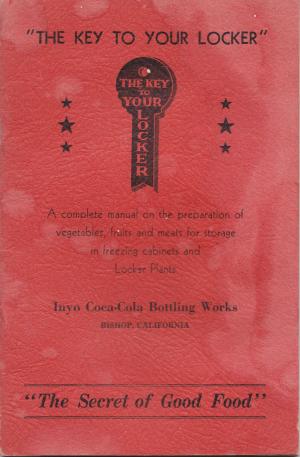 "THE KEY TO YOUR LOCKER"
THE KEY
TO
YOUR
LOCKER
A complete manual on the preparation of
vegetables, fruits and meats for storage
in freezing cabinets and
Locker Plants
Inyo Coca-Cola Bottling Works
BISHOP, CALIFORNIA
"The Secret of Good Food"